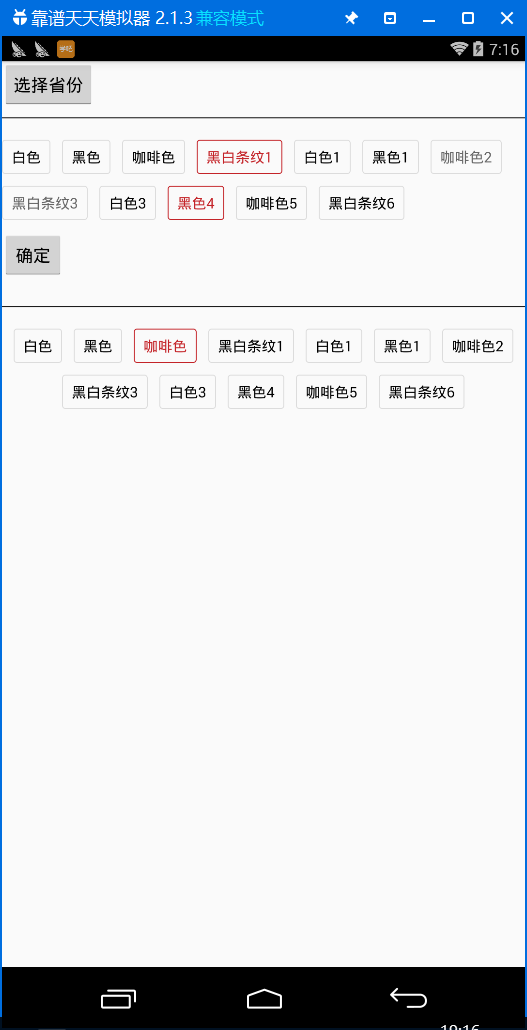 靠谱天天模拟器 2.1.3 兼容模式
7:16
选择省份
白色 黑色 咖啡色 黑白条纹1 白色1 黑色1 咖啡色2
黑白条纹3 白色3 黑色4 咖啡色5 黑白条纹6
确定
白色 黑色 咖啡色 黑白条纹1 白色1 黑色1 咖啡色2
黑白条纹3 白色3 黑色4 咖啡色5 黑白条纹6